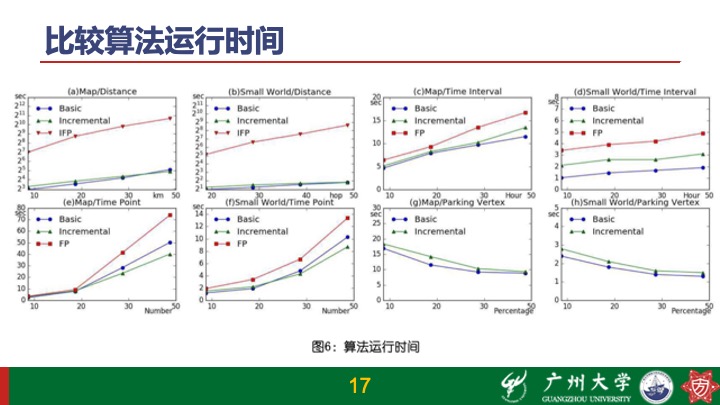 比较算法运行时间
(a)Map/Distance
sec
2^12
2^11
2^10
2^9
2^8
2^7
2^6
2^5
2^4
2^3
Basic
Incremental
IFP
10 20 30 40 km 50
(b)Small World/Distance
sec
2^12
2^11
2^10
2^9
2^8
2^7
2^6
2^5
2^4
2^3
2^2
2^1
Basic
Incremental
IFP
10 20 30 40 hop 50
(c)Map/Time Interval
20
sec
15
10
5
0
Basic
Incremental
FP
10 20 30 40 Hour 50
(d)Small World/Time Interval
8
sec
7
6
5
4
3
2
1
0
Basic
Incremental
FP
10 20 30 40 Hour 50
(e)Map/Time Point
80
sec
70
60
50
40
30
20
10
0
Basic
Incremental
FP
10 20 30 40 50
Number
(f)Small World/Time Point
sec
14
12
10
8
6
4
2
0
Basic
Incremental
FP
10 20 30 40 50
Number
(g)Map/Parking Vertex
30
sec
25
20
15
10
5
0
Basic
Incremental
10 20 30 40 50
Percentage
(h)Small World/Parking Vertex
5
sec
4
3
2
1
0
Basic
Incremental
10 20 30 40 50
Percentage
图6：算法运行时间
17
广州大学
GUANGZHOU UNIVERSITY